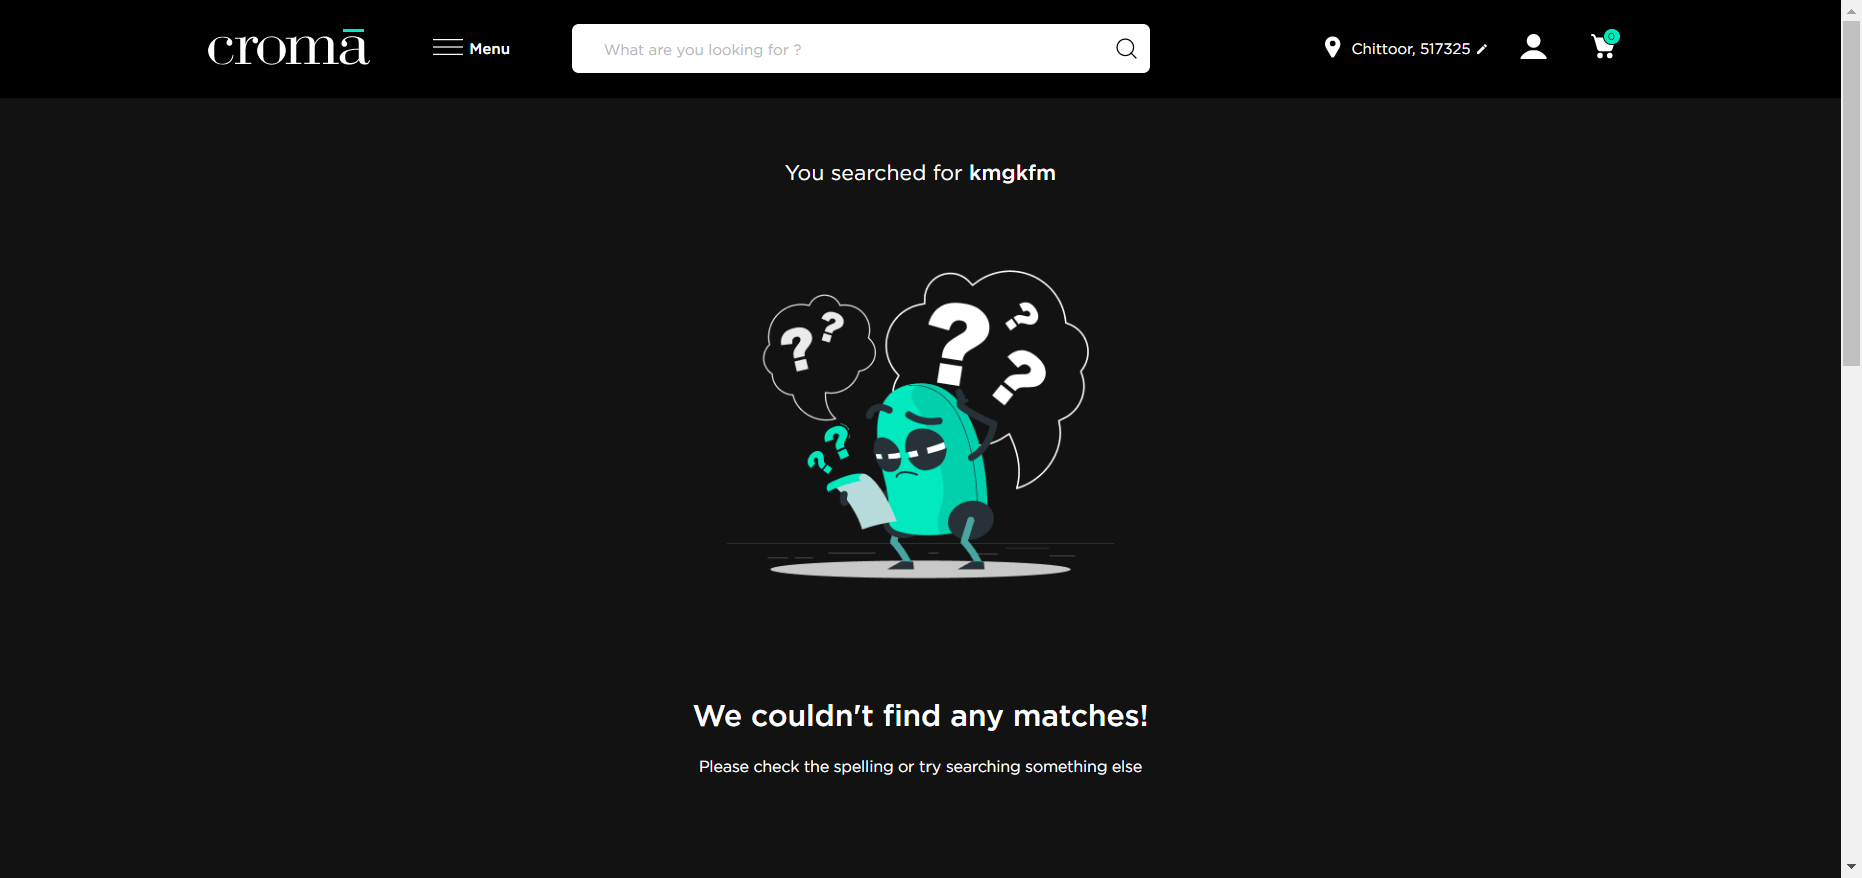 cromā
Menu
What are you looking for ?
Chittoor, 517325
0
You searched for kmgkfm
? ?
? ? ?
? ?
We couldn't find any matches!
Please check the spelling or try searching something else